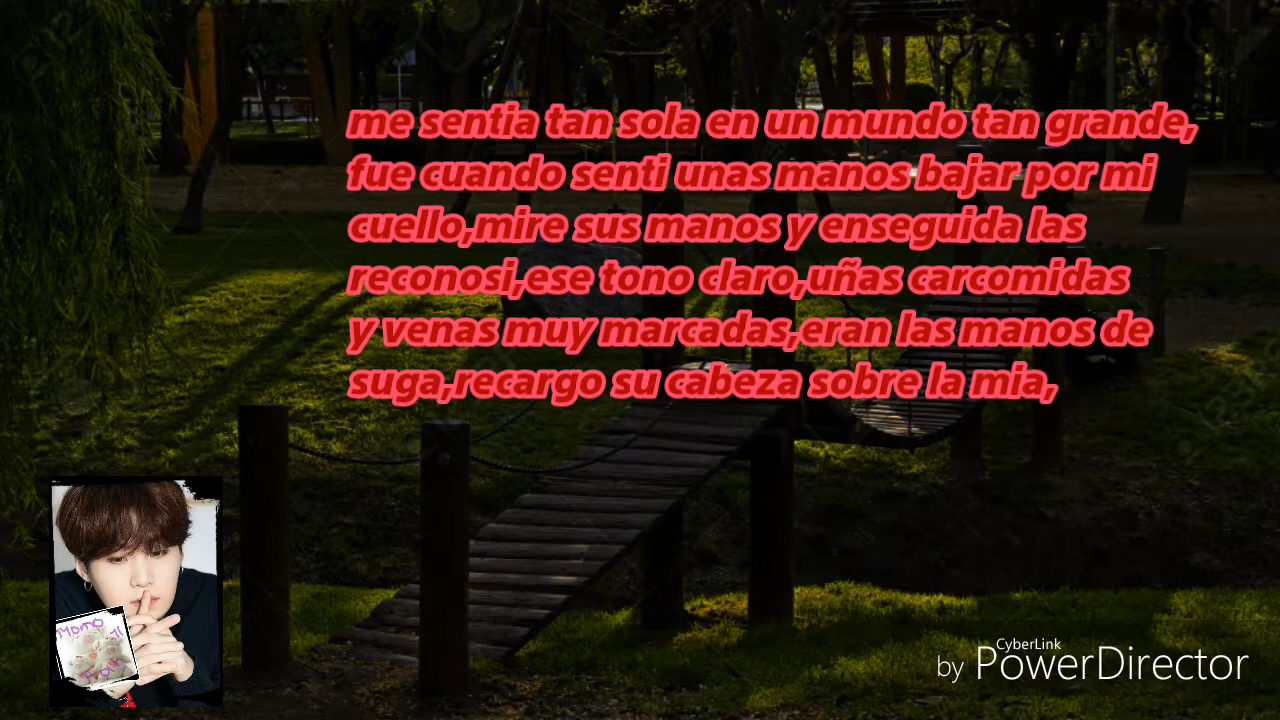 me sentia tan sola en un mundo tan grande,
fue cuando senti unas manos bajar por mi
cuello,mire sus manos y enseguida las
reconosi,ese tono claro,uñas carcomidas
y venas muy marcadas,eran las manos de
suga,recargo su cabeza sobre la mia,
Momo
CyberLink
by PowerDirector